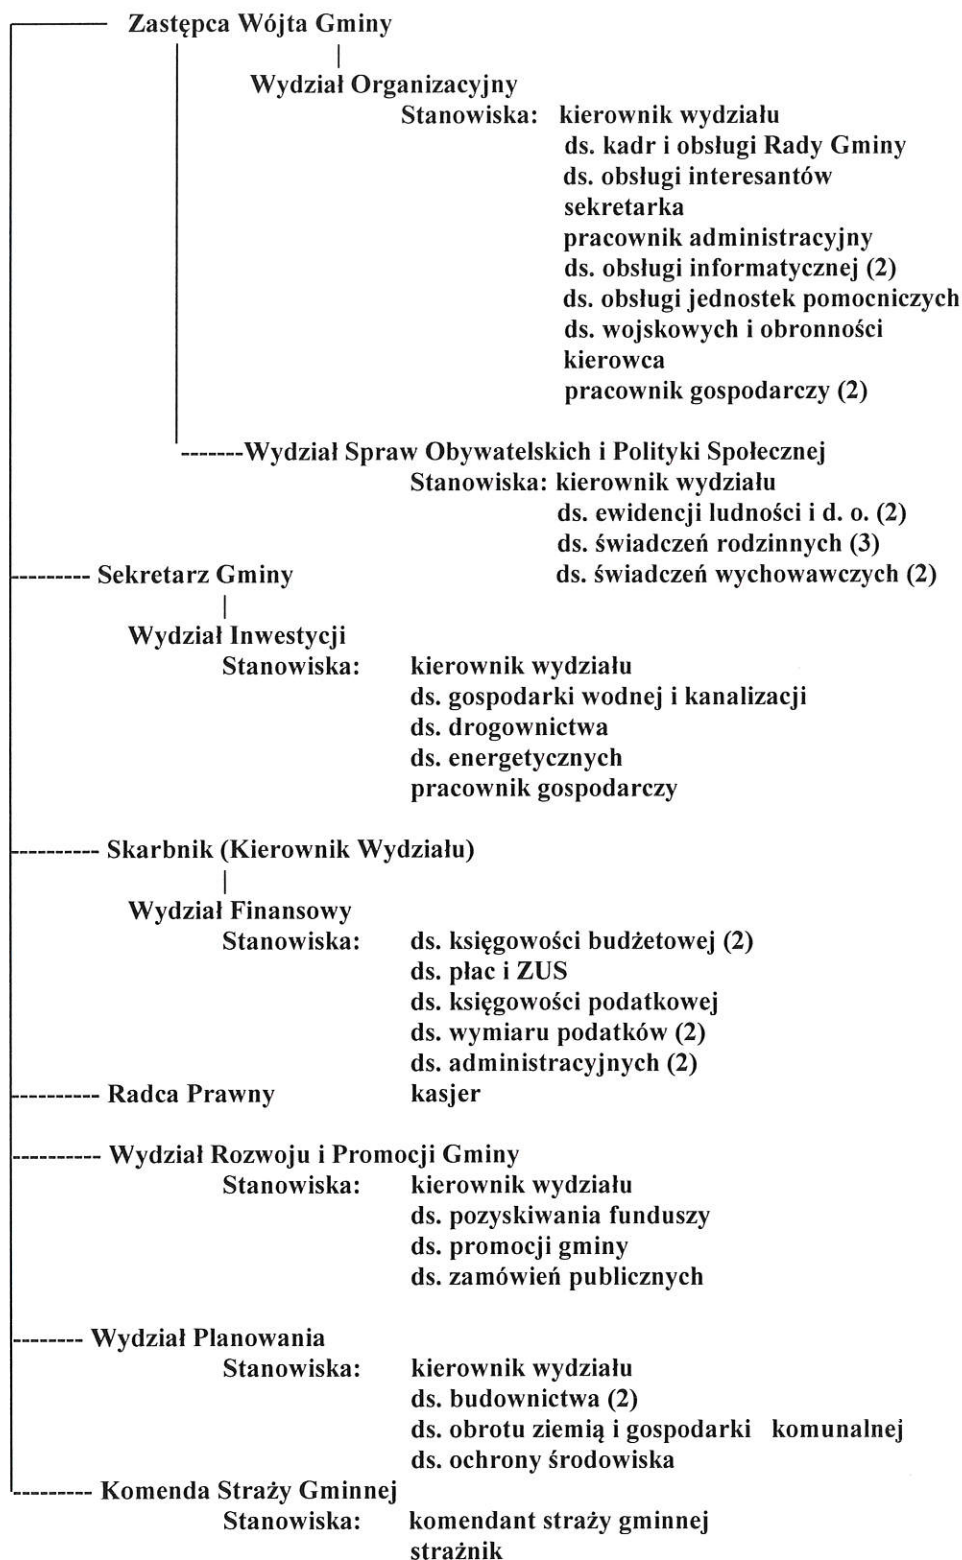 Zastępca Wójta Gminy
Wydział Organizacyjny
Stanowiska: kierownik wydziału
ds. kadr i obsługi Rady Gminy
ds. obsługi interesantów
sekretarka
pracownik administracyjny
ds. obsługi informatycznej (2)
ds. obsługi jednostek pomocniczych
ds. wojskowych i obronności
kierowca
pracownik gospodarczy (2)
-------Wydział Spraw Obywatelskich i Polityki Społecznej
Stanowiska: kierownik wydziału
ds. ewidencji ludności i d. o. (2)
ds. świadczeń rodzinnych (3)
--------- Sekretarz Gminy ds. świadczeń wychowawczych (2)
Wydział Inwestycji
Stanowiska: kierownik wydziału
ds. gospodarki wodnej i kanalizacji
ds. drogownictwa
ds. energetycznych
pracownik gospodarczy
---------- Skarbnik (Kierownik Wydziału)
Wydział Finansowy
Stanowiska: ds. księgowości budżetowej (2)
ds. płac i ZUS
ds. księgowości podatkowej
ds. wymiaru podatków (2)
ds. administracyjnych (2)
---------- Radca Prawny kasjer
---------- Wydział Rozwoju i Promocji Gminy
Stanowiska: kierownik wydziału
ds. pozyskiwania funduszy
ds. promocji gminy
ds. zamówień publicznych
-------- Wydział Planowania
Stanowiska: kierownik wydziału
ds. budownictwa (2)
ds. obrotu ziemią i gospodarki komunalnej
ds. ochrony środowiska
--------- Komenda Straży Gminnej
Stanowiska: komendant straży gminnej
strażnik